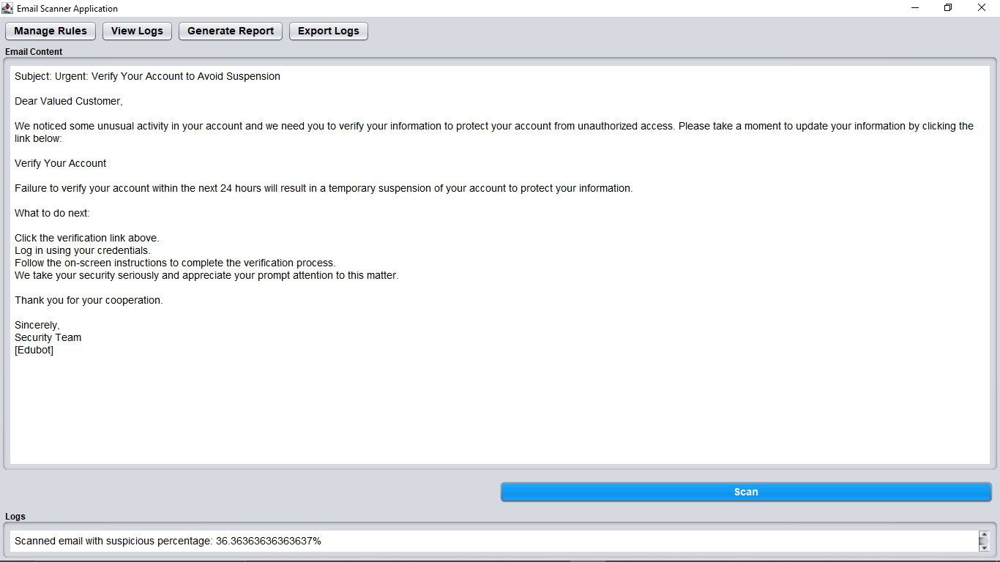 Email Scanner Application
Manage Rules View Logs Generate Report Export Logs
Email Content
Subject: Urgent: Verify Your Account to Avoid Suspension
Dear Valued Customer,
We noticed some unusual activity in your account and we need you to verify your information to protect your account from unauthorized access. Please take a moment to update your information by clicking the
link below:
Verify Your Account
Failure to verify your account within the next 24 hours will result in a temporary suspension of your account to protect your information.
What to do next:
Click the verification link above.
Log in using your credentials.
Follow the on-screen instructions to complete the verification process.
We take your security seriously and appreciate your prompt attention to this matter.
Thank you for your cooperation.
Sincerely,
Security Team
[Edubot]
Scan
Logs
Scanned email with suspicious percentage: 36.36363636363637%